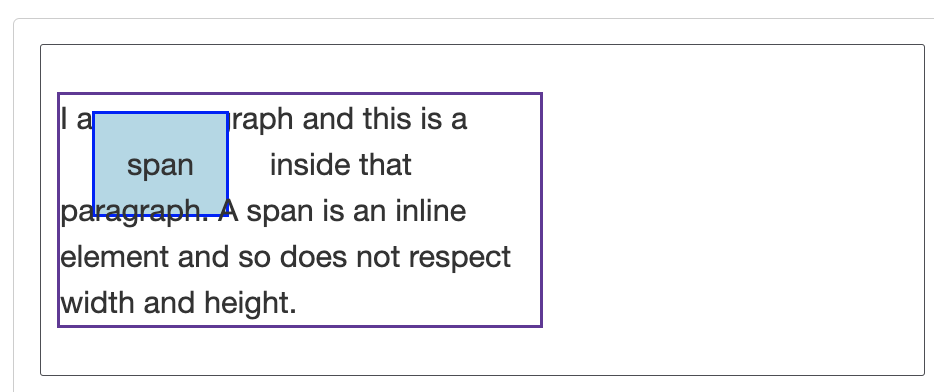 I a raph and this is a
span inside that
paragraph. A span is an inline
element and so does not respect
width and height.